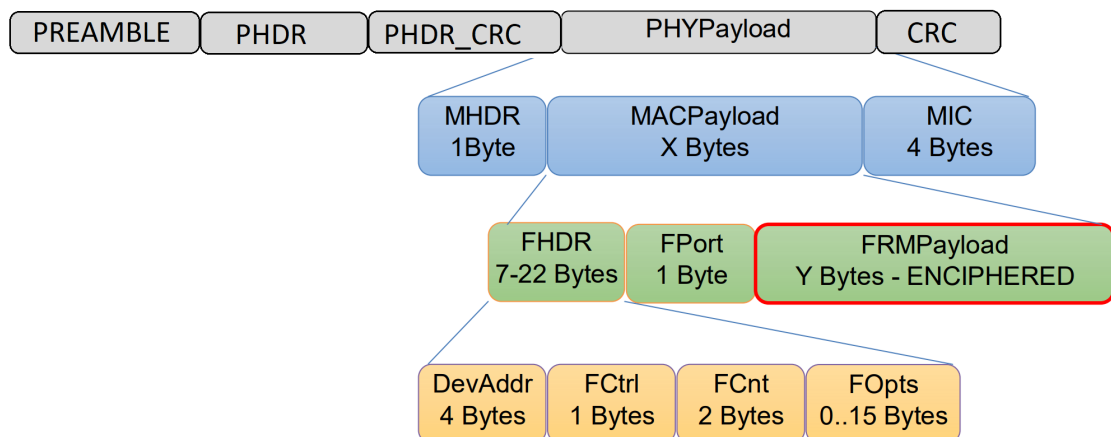 PREAMBLE PHDR PHDR_CRC PHYPayload CRC
MHDR MACPayload MIC
1Byte X Bytes 4 Bytes
FHDR FPort FRMPayload
7-22 Bytes 1 Byte Y Bytes - ENCIPHERED
DevAddr FCtrl FCnt FOpts
4 Bytes 1 Bytes 2 Bytes 0..15 Bytes